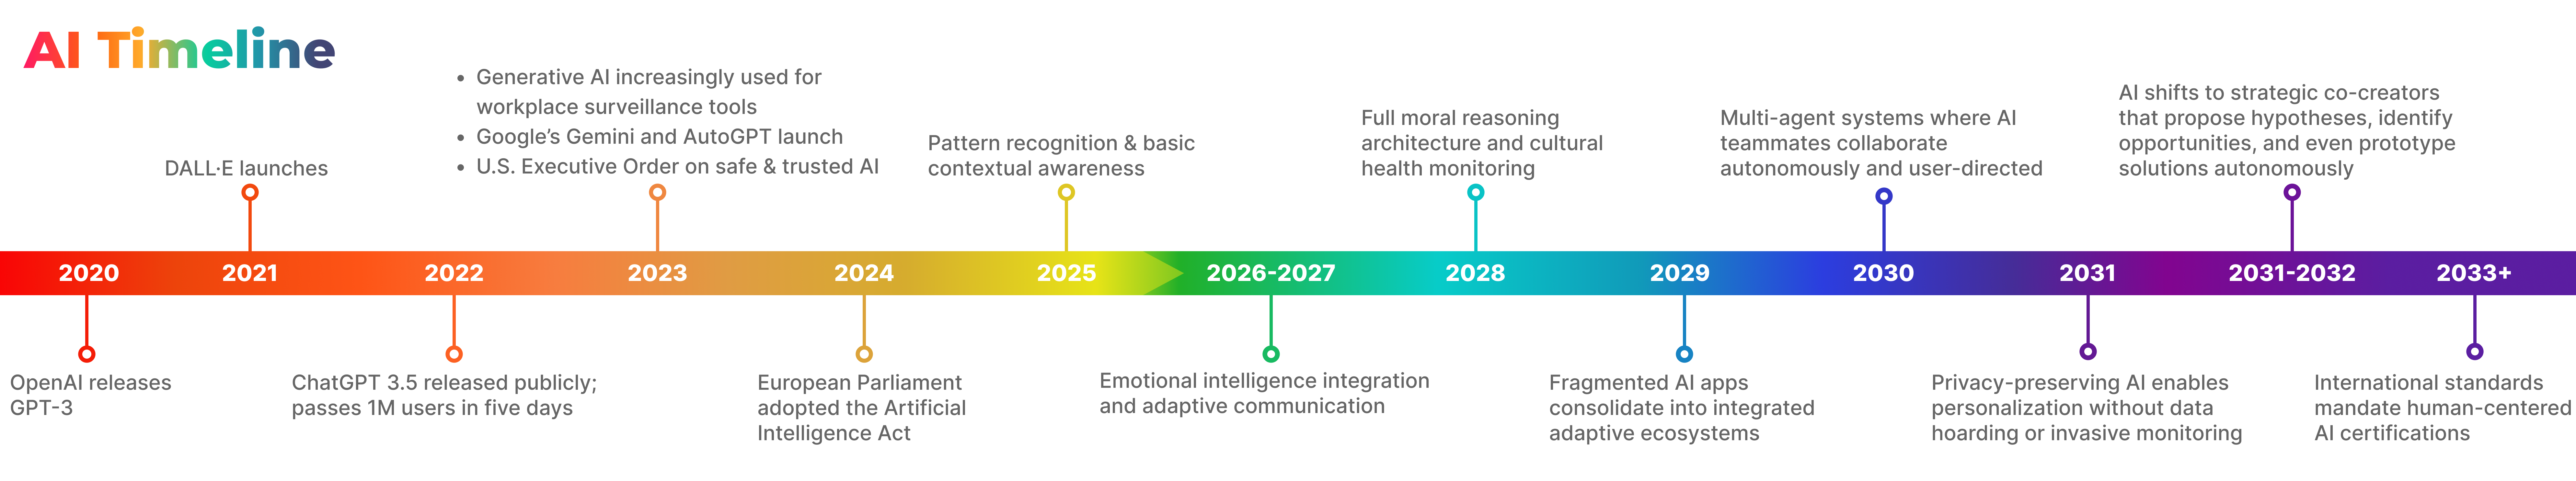 AI Timeline
Generative AI increasingly used for
workplace surveillance tools
• Google’s Gemini and AutoGPT launch
• U.S. Executive Order on safe & trusted AI
DALL·E launches
Pattern recognition & basic
contextual awareness
Full moral reasoning
architecture and cultural
health monitoring
Multi-agent systems where AI
teammates collaborate
autonomously and user-directed
AI shifts to strategic co-creators
that propose hypotheses, identify
opportunities, and even prototype
solutions autonomously
2020 2021 2022 2023 2024 2025 2026-2027 2028 2029 2030 2031 2031-2032 2033+
OpenAI releases
GPT-3
ChatGPT 3.5 released publicly;
passes 1M users in five days
European Parliament
adopted the Artificial
Intelligence Act
Emotional intelligence integration
and adaptive communication
Fragmented AI apps
consolidate into integrated
adaptive ecosystems
Privacy-preserving AI enables
personalization without data
hoarding or invasive monitoring
International standards
mandate human-centered
AI certifications